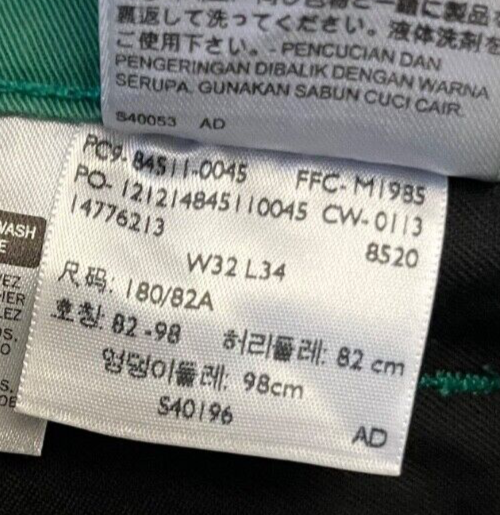 裏返して洗ってください。液体洗剤を
ご使用下さい。- PENCUCIAN DAN
PENGERINGAN DIBALIK DENGAN WARNA
SERUPA. GUNAKAN SABUN CUCI CAIR.
S40053 AD
PC9-84511-0045 FFC-M1985
PO-121214845110045 CW-0113
14776213 8520
W32 L34
尺码: 180/82A
호칭: 82-98 허리둘레: 82 cm
엉덩이둘레: 98cm
S40196
AD
WASH